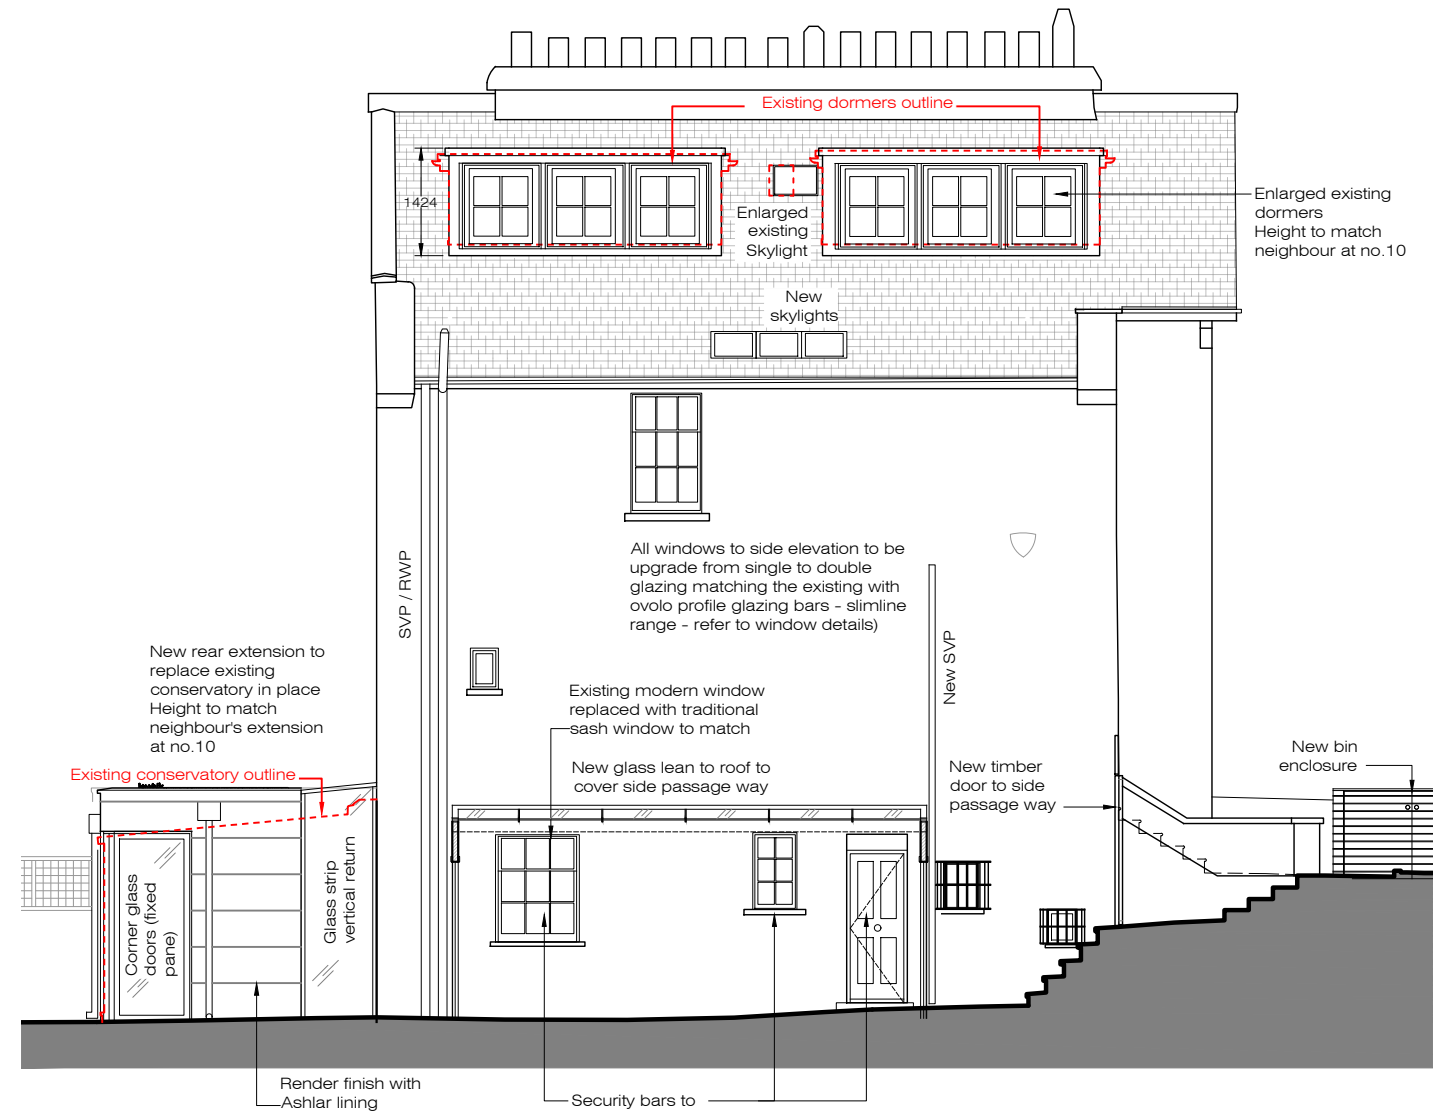 Existing dormers outline
1424
Enlarged
existing
Skylight
Enlarged existing
dormers
Height to match
neighbour at no.10
New
skylights
All windows to side elevation to be
upgrade from single to double
glazing matching the existing with
ovolo profile glazing bars - slimline
range - refer to window details)
SVP / RWP
New SVP
New rear extension to
replace existing
conservatory in place
Height to match
neighbour's extension
at no.10
Existing conservatory outline
Existing modern window
replaced with traditional
sash window to match
New glass lean to roof to
cover side passage way
New timber
door to side
passage way
New bin
enclosure
Corner glass
doors (fixed
pane)
Glass strip
vertical return
Render finish with
Ashlar lining
Security bars to